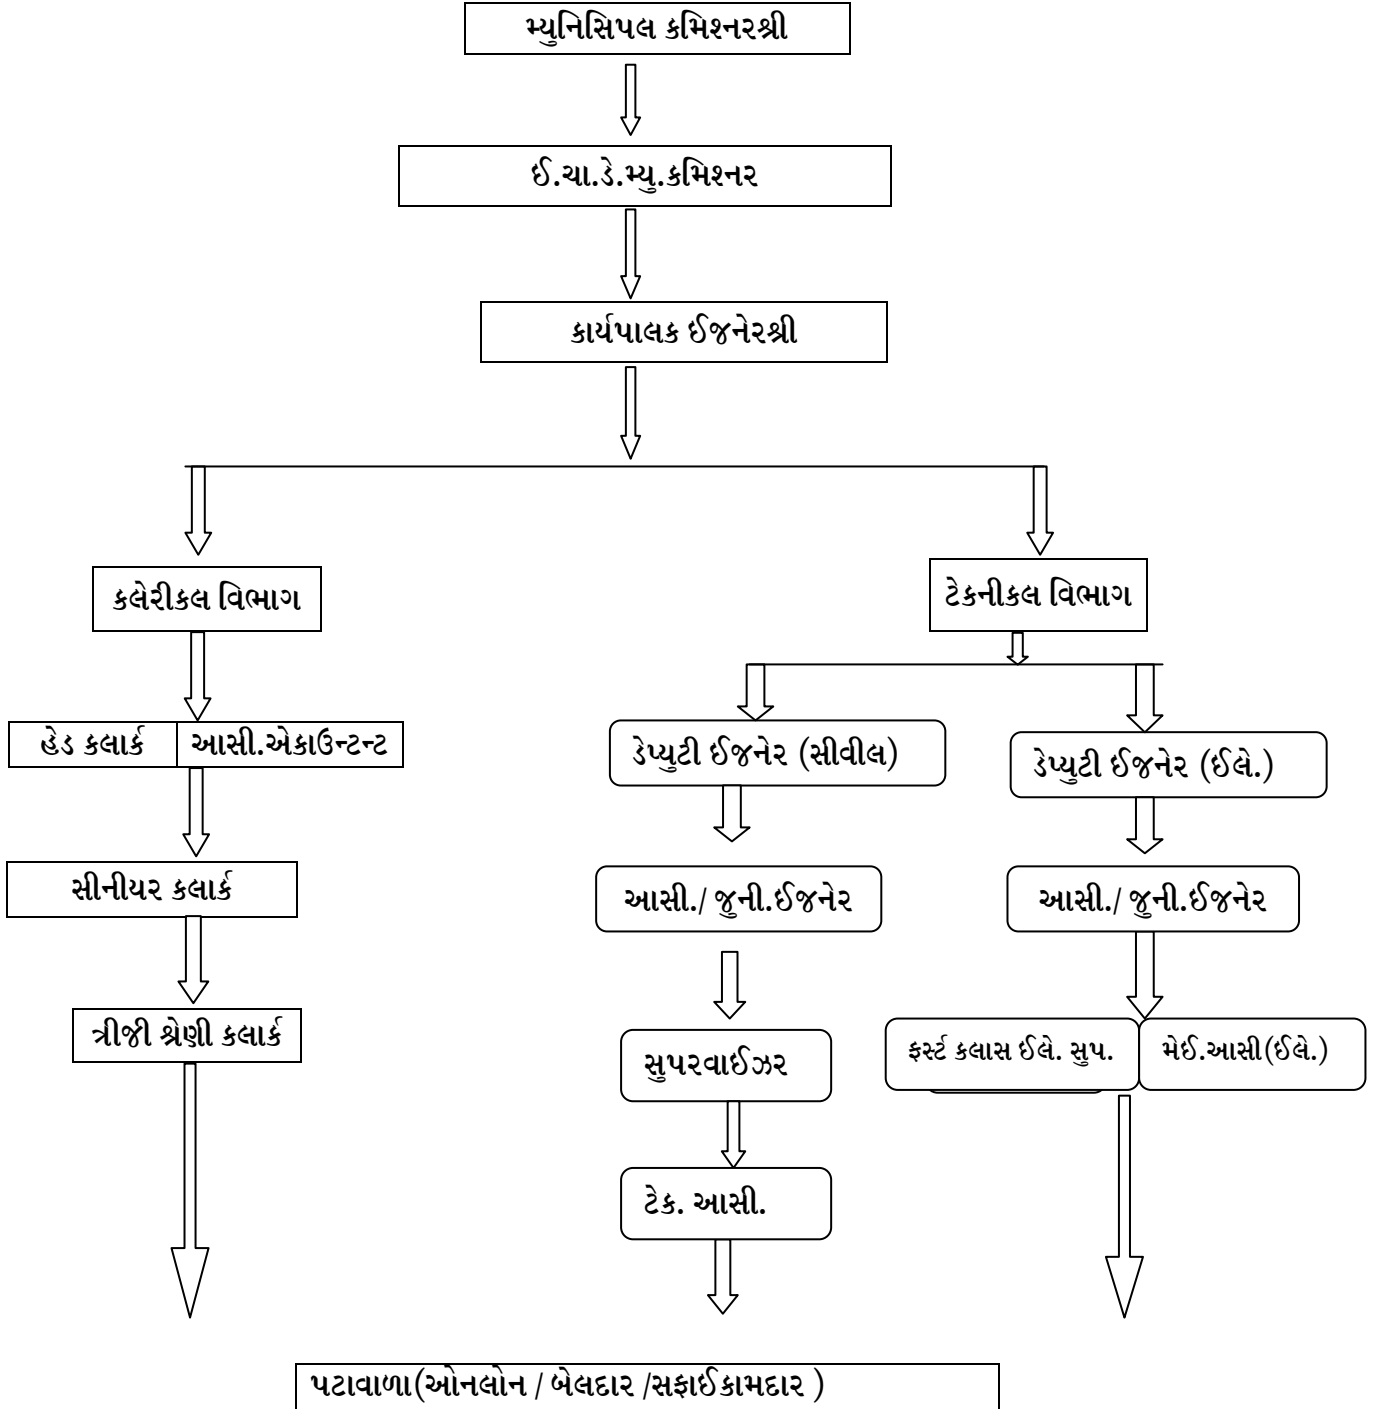 મ્યુનિસિપલ કમિશ્નરશ્રી
ઈ.ચા.ડે.મ્યુ.કમિશ્નર
કાર્યપાલક ઈજનેરશ્રી
કલેરીકલ વિભાગ
ટેકનીકલ વિભાગ
હેડ કલાર્ક
આસી.એકાઉન્ટન્ટ
ડેપ્યુટી ઈજનેર (સીવીલ)
ડેપ્યુટી ઈજનેર (ઈલે.)
સીનીયર કલાર્ક
આસી./ જુની.ઈજનેર
આસી./ જુની.ઈજનેર
ત્રીજી શ્રેણી કલાર્ક
સુપરવાઈઝર
ફર્સ્ટ કલાસ ઈલે. સુપ.
મેઈ.આસી(ઈલે.)
ટેક. આસી.
પટાવાળા(ઓનલોન / બેલદાર /સફાઈકામદાર )